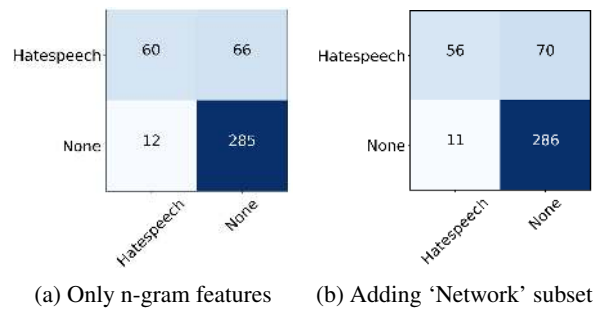 Hatespeech 60 66
None 12 285
Hatespeech None
(a) Only n-gram features
Hatespeech 56 70
None 11 286
Hatespeech None
(b) Adding ‘Network’ subset